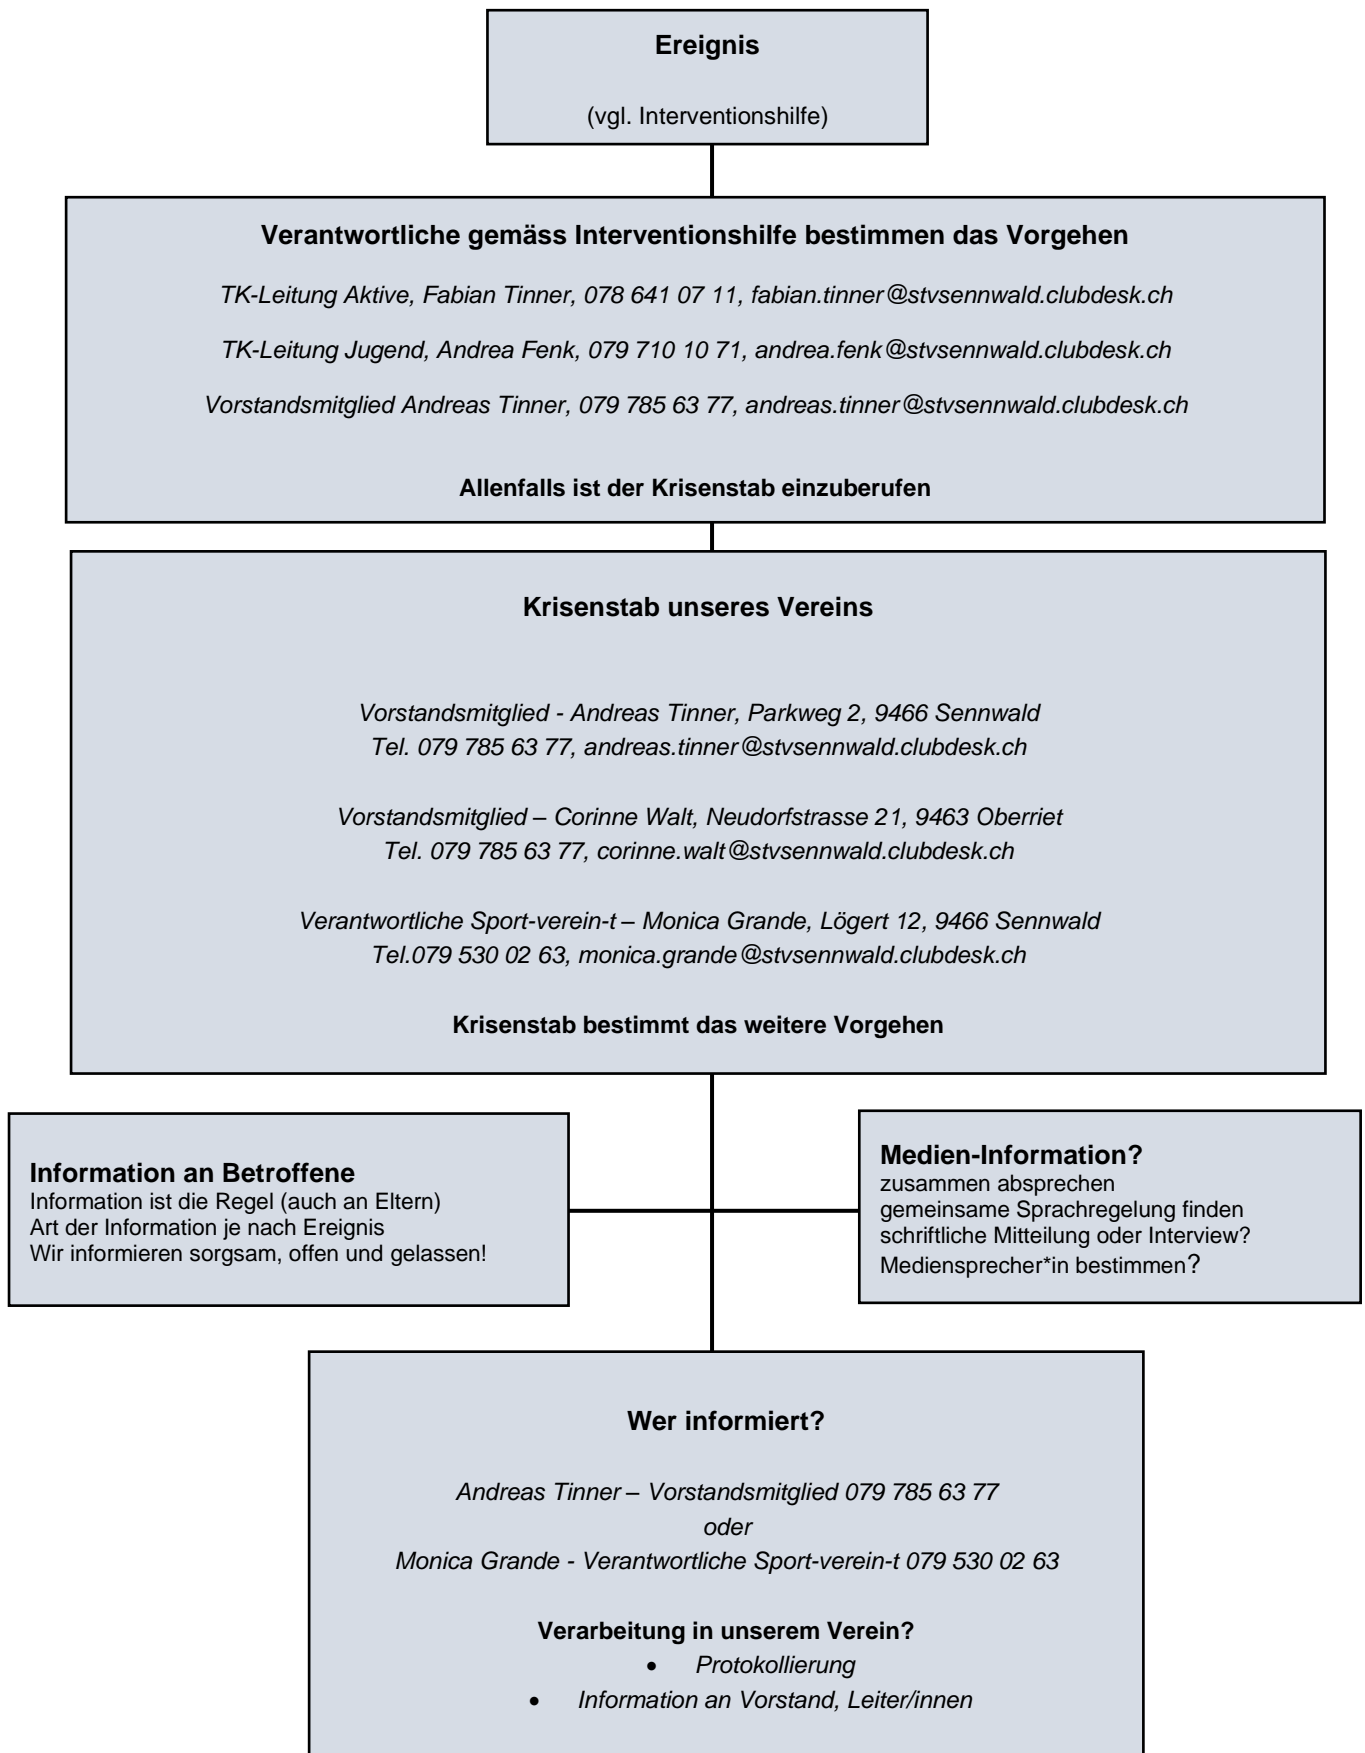 Ereignis
(vgl. Interventionshilfe)
Verantwortliche gemäss Interventionshilfe bestimmen das Vorgehen
TK-Leitung Aktive, Fabian Tinner, 078 641 07 11, fabian.tinner@stvsennwald.clubdesk.ch
TK-Leitung Jugend, Andrea Fenk, 079 710 10 71, andrea.fenk@stvsennwald.clubdesk.ch
Vorstandsmitglied Andreas Tinner, 079 785 63 77, andreas.tinner@stvsennwald.clubdesk.ch
Allenfalls ist der Krisenstab einzuberufen
Krisenstab unseres Vereins
Vorstandsmitglied - Andreas Tinner, Parkweg 2, 9466 Sennwald
Tel. 079 785 63 77, andreas.tinner@stvsennwald.clubdesk.ch
Vorstandsmitglied – Corinne Walt, Neudorfstrasse 21, 9463 Oberriet
Tel. 079 785 63 77, corinne.walt@stvsennwald.clubdesk.ch
Verantwortliche Sport-verein-t – Monica Grande, Lögert 12, 9466 Sennwald
Tel.079 530 02 63, monica.grande@stvsennwald.clubdesk.ch
Krisenstab bestimmt das weitere Vorgehen
Information an Betroffene
Information ist die Regel (auch an Eltern)
Art der Information je nach Ereignis
Wir informieren sorgsam, offen und gelassen!
Medien-Information?
zusammen absprechen
gemeinsame Sprachregelung finden
schriftliche Mitteilung oder Interview?
Mediensprecher*in bestimmen?
Wer informiert?
Andreas Tinner – Vorstandsmitglied 079 785 63 77
oder
Monica Grande - Verantwortliche Sport-verein-t 079 530 02 63
Verarbeitung in unserem Verein?
• Protokollierung
• Information an Vorstand, Leiter/innen